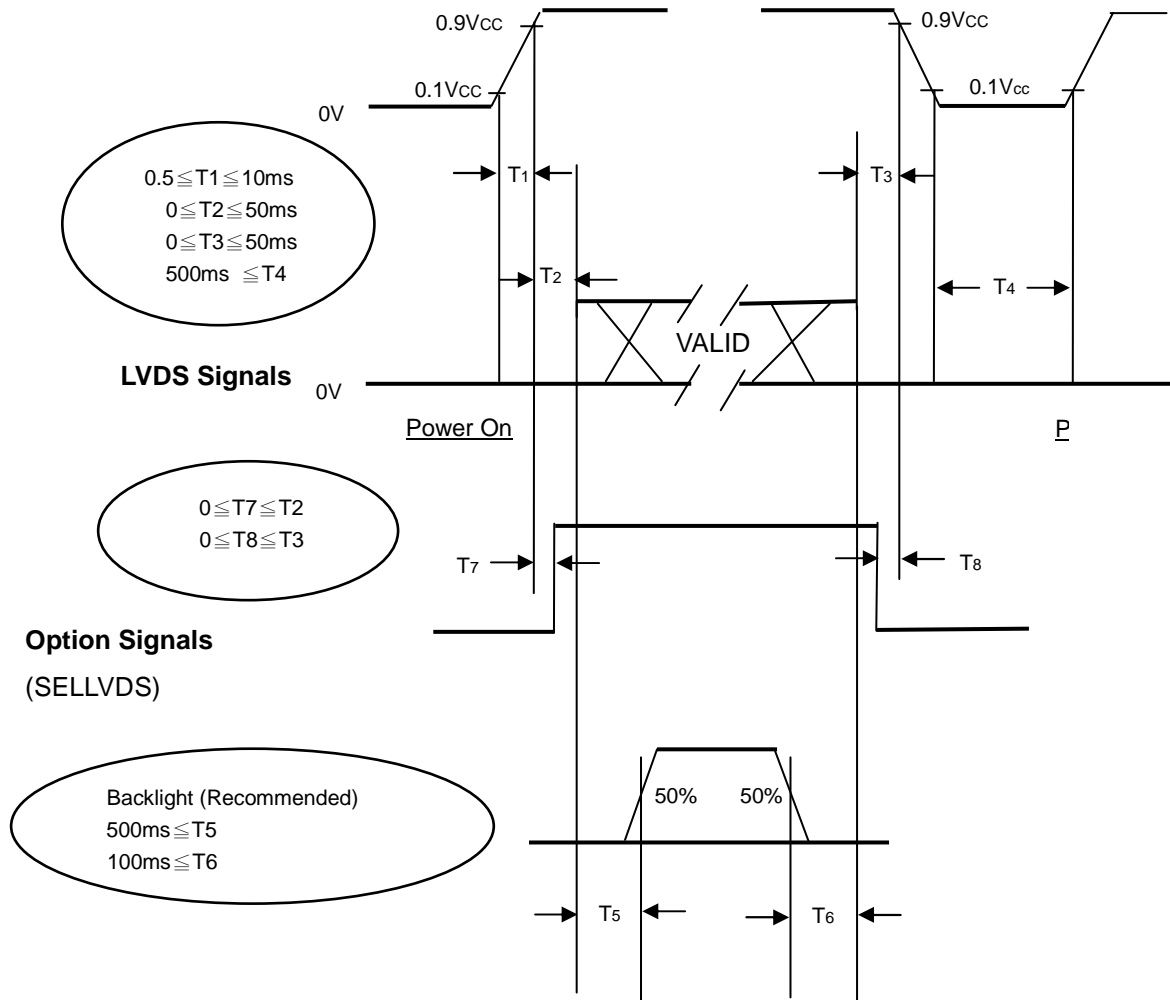 0.9VCC
0.9VCC
0.1VCC
0.1Vcc
0V
0.5≦T1≦10ms
0≦T2≦50ms
0≦T3≦50ms
500ms ≦T4
T1
T3
T2
T4
VALID
LVDS Signals
0V
Power On
P
0≦T7≦T2
0≦T8≦T3
T7
T8
Option Signals
(SELLVDS)
Backlight (Recommended)
500ms≦T5
100ms≦T6
50%
50%
T5
T6